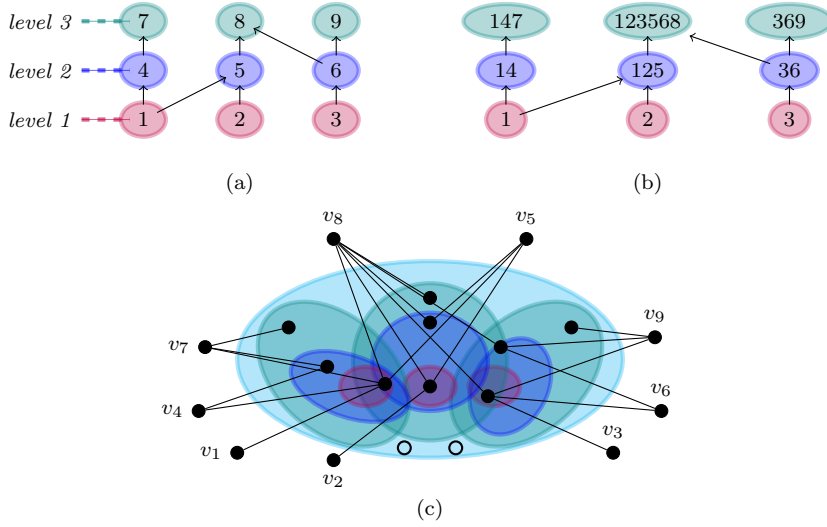 level 3 7 8 9 147 123568 369
level 2 4 5 6 14 125 36
level 1 1 2 3 1 2 3
(a) (b)
v8 v5
v7 v9
v4 v6
v1 v3
v2
(c)